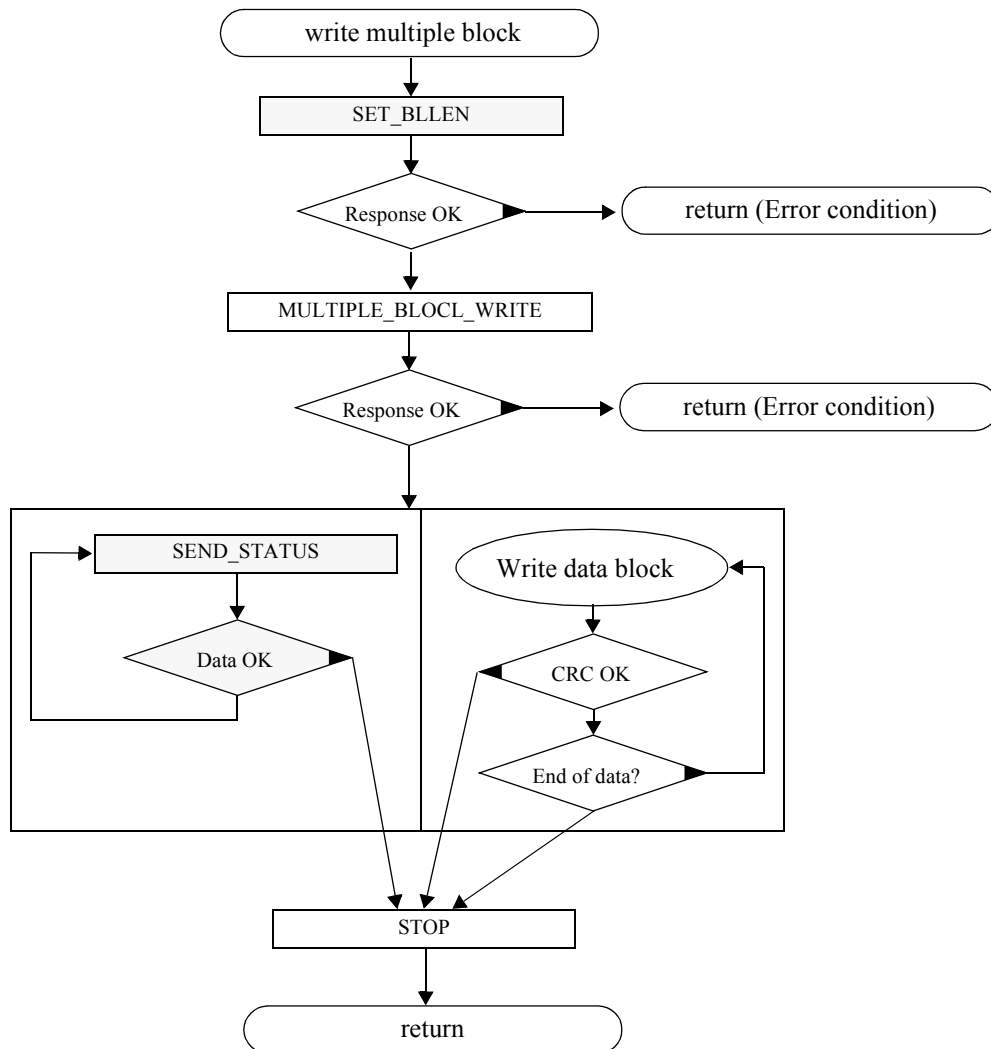 write multiple block
SET_BLLEN
Response OK
return (Error condition)
MULTIPLE_BLOCL_WRITE
Response OK
return (Error condition)
SEND_STATUS
Data OK
Write data block
CRC OK
End of data?
STOP
return